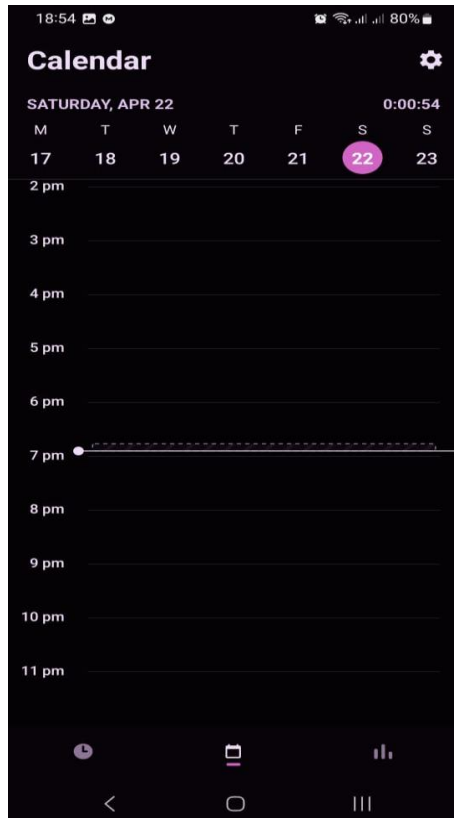 18:54 80%
Calendar
SATURDAY, APR 22 0:00:54
M T W T F S S
17 18 19 20 21 22 23
2 pm
3 pm
4 pm
5 pm
6 pm
7 pm
8 pm
9 pm
10 pm
11 pm